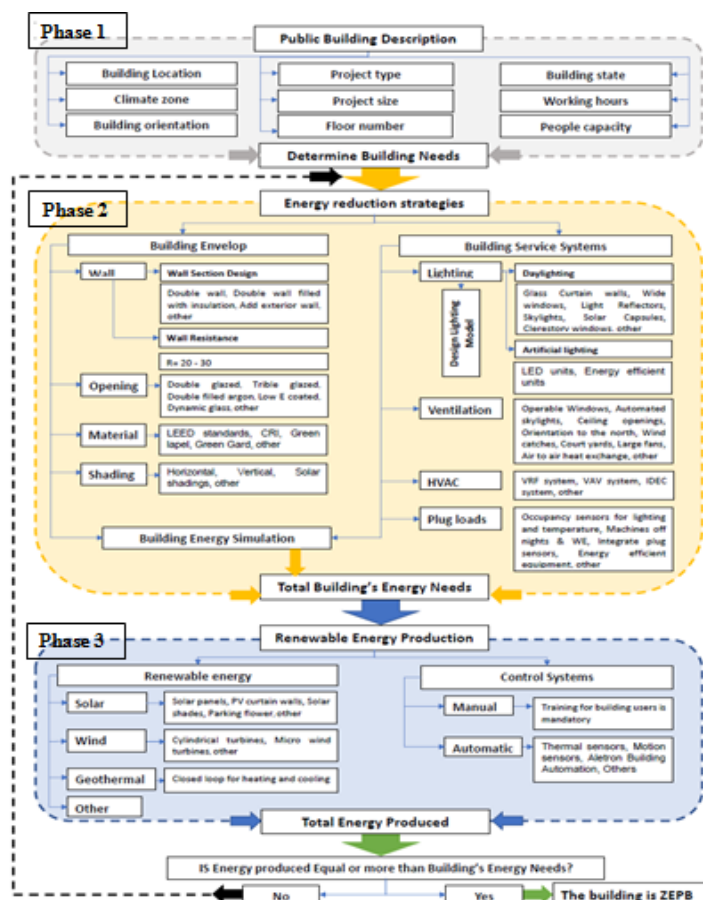 Phase 1
Public Building Description
Building Location
Project type
Building state
Climate zone
Project size
Working hours
Building orientation
Floor number
People capacity
Determine Building Needs
Phase 2
Energy reduction strategies
Building Envelop
Wall
Wall Section Design
Double wall, Double wall filled
with insulation, Add exterior wall,
other
Wall Resistance
R= 20 - 30
Opening
Double glazed, Trible glazed,
Double filled argon, Low E coated,
Dynamic glass, other
Material
LEED standards, CRI, Green
lapel, Green Gard, other
Shading
Horizontal, Vertical, Solar
shadings, other
Building Energy Simulation
Building Service Systems
Lighting
Design Lighting
Model
Daylighting
Glass Curtain walls, Wide
windows, Light Reflectors,
Skylights, Solar Capsules,
Clerestory windows, other
Artificial lighting
LED units, Energy efficient
units
Ventilation
Operable Windows, Automated
skylights, Ceiling openings,
Orientation to the north, Wind
catches, Court yards, Large fans,
Air to air heat exchange, other
HVAC
VRF system, VAV system, IDEC
system, other
Plug loads
Occupancy sensors for lighting
and temperature, Machines off
nights & WE, Integrate plug
sensors, Energy efficient
equipment, other
Total Building's Energy Needs
Phase 3
Renewable Energy Production
Renewable energy
Solar
Solar panels, PV curtain walls, Solar
shades, Parking flower, other
Wind
Cylindrical turbines, Micro wind
turbines, other
Geothermal
Closed loop for heating and cooling
Other
Control Systems
Manual
Training for building users is
mandatory
Automatic
Thermal sensors, Motion
sensors, Aletron Building
Automation, Others
Total Energy Produced
IS Energy produced Equal or more than Building's Energy Needs?
No
Yes
The building is ZEPB